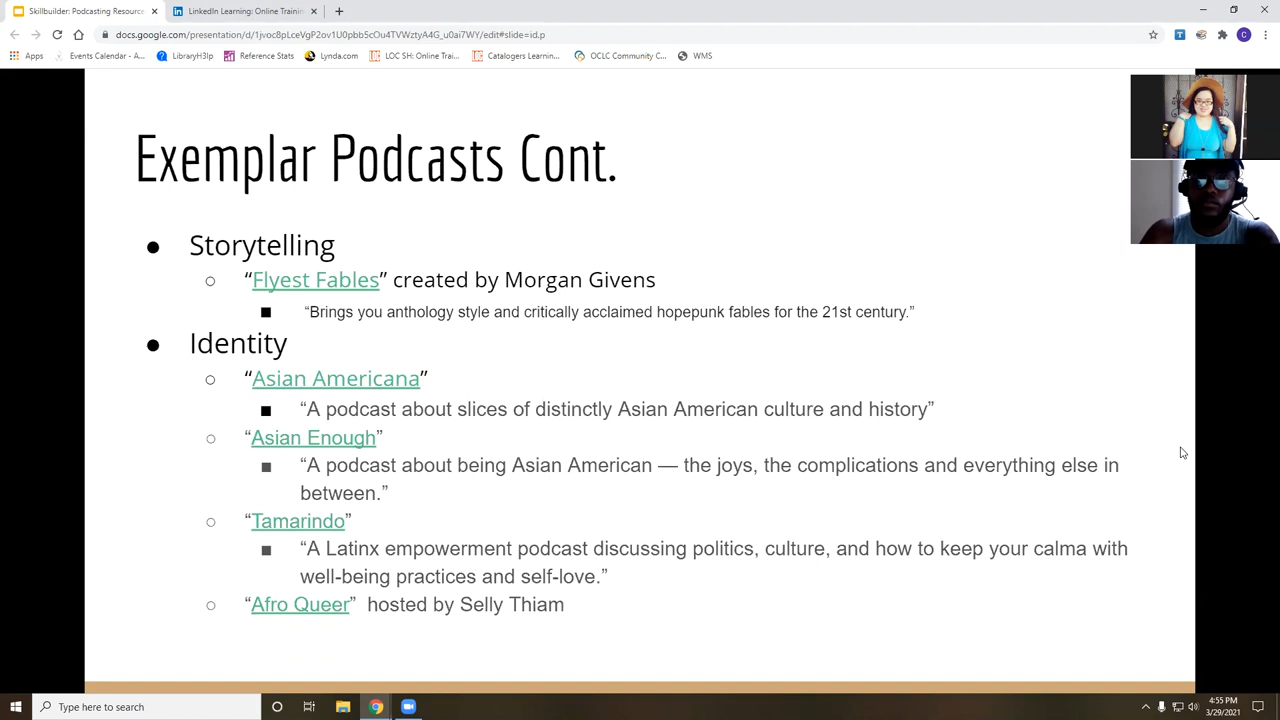 Skillbuilder: Podcasting Resource
LinkedIn Learning: Online Trainin
docs.google.com/presentation/d/1jvoc8pLceVgP2ov1U0pbb5cOu4TVWztyA4G_u0ai7WY/edit#slide=id.p
T
C
Apps
Events Calendar - A...
LibraryH3lp
Reference Stats
Lynda.com
LOC SH: Online Trai...
Catalogers Learnin...
OCLC Community C...
WMS
Exemplar Podcasts Cont.
● Storytelling
○ “Flyest Fables” created by Morgan Givens
■ “Brings you anthology style and critically acclaimed hopepunk fables for the 21st century.”
● Identity
○ “Asian Americana”
■ “A podcast about slices of distinctly Asian American culture and history”
○ “Asian Enough”
■ “A podcast about being Asian American — the joys, the complications and everything else in
between.”
○ “Tamarindo”
■ “A Latinx empowerment podcast discussing politics, culture, and how to keep your calma with
well-being practices and self-love.”
○ “Afro Queer” hosted by Selly Thiam
Type here to search
4:55 PM
3/29/2021